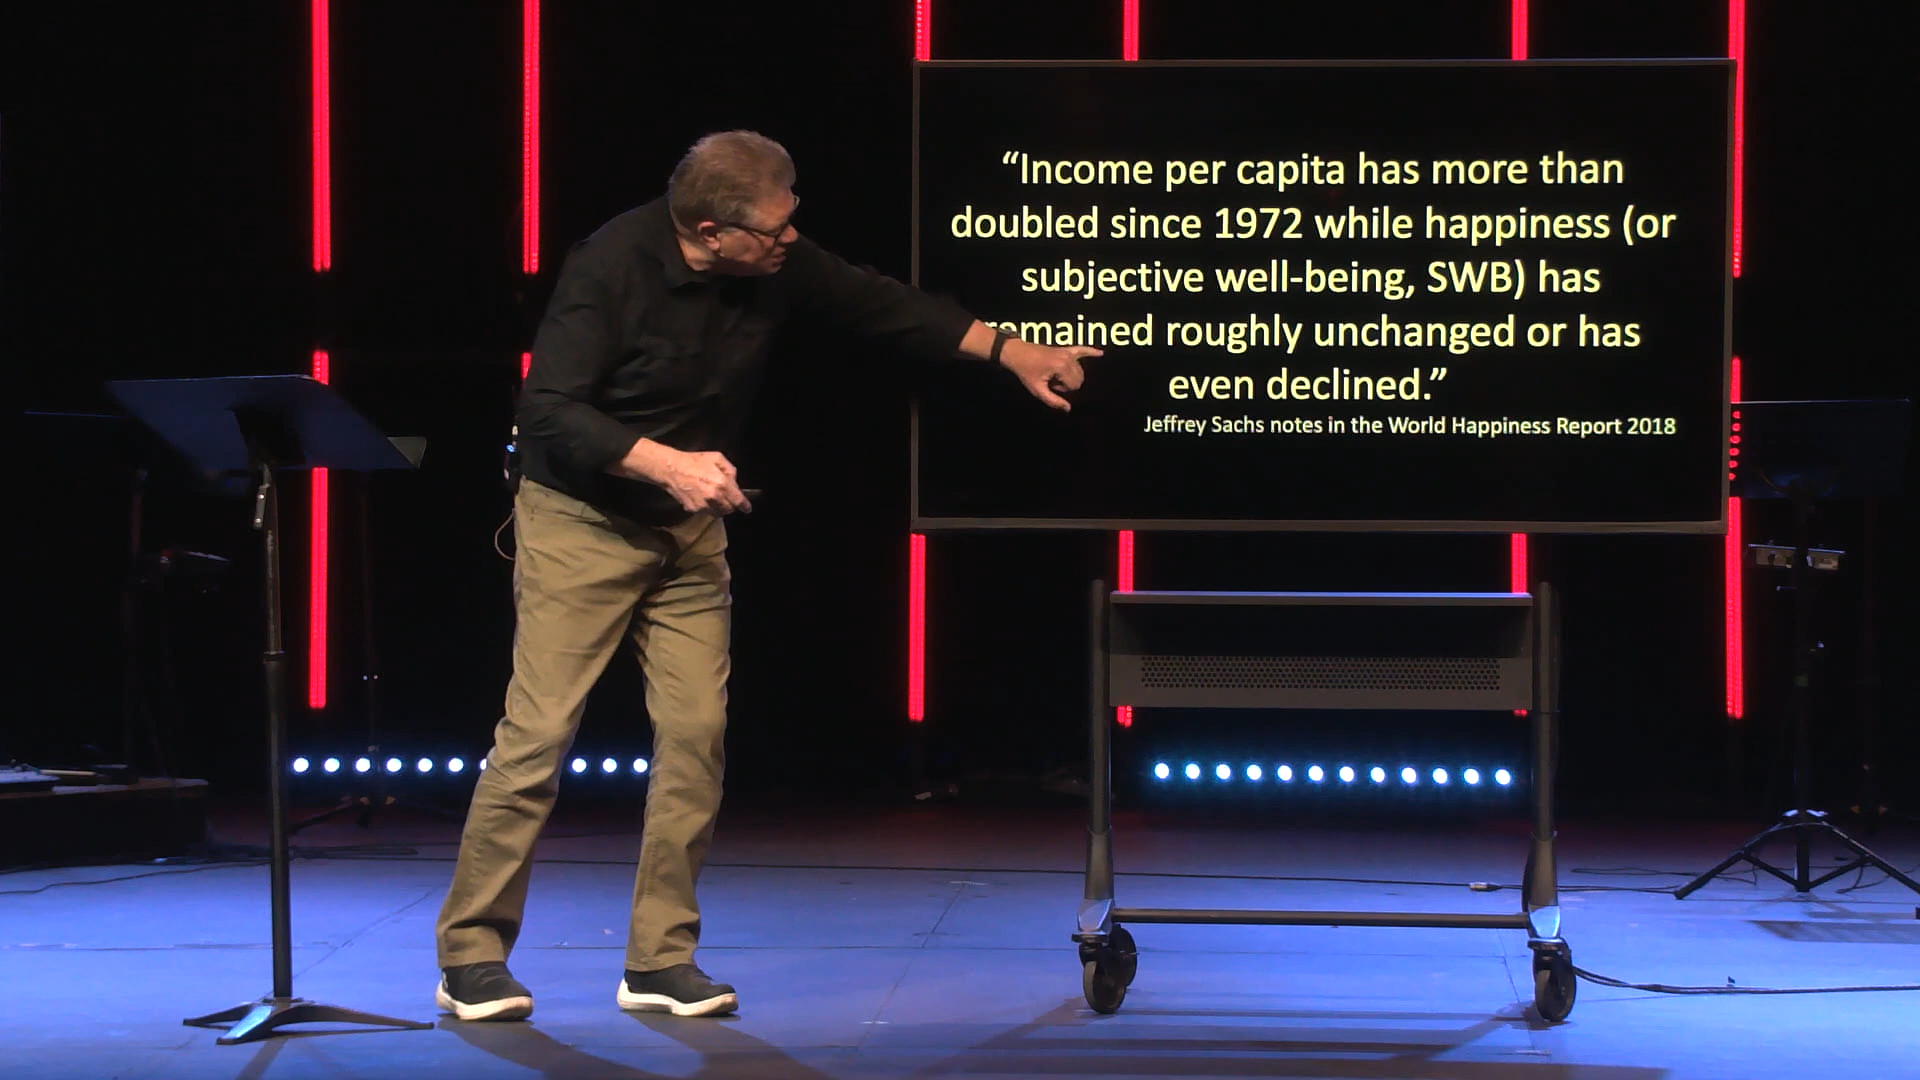 “Income per capita has more than
doubled since 1972 while happiness (or
subjective well-being, SWB) has
remained roughly unchanged or has
even declined.”
Jeffrey Sachs notes in the World Happiness Report 2018